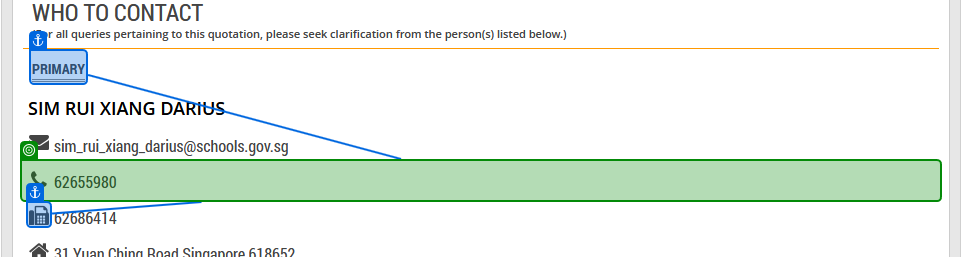 WHO TO CONTACT
(For all queries pertaining to this quotation, please seek clarification from the person(s) listed below.)
PRIMARY
SIM RUI XIANG DARIUS
sim_rui_xiang_darius@schools.gov.sg
62655980
62686414
31 Yuan Ching Road Singapore 618652